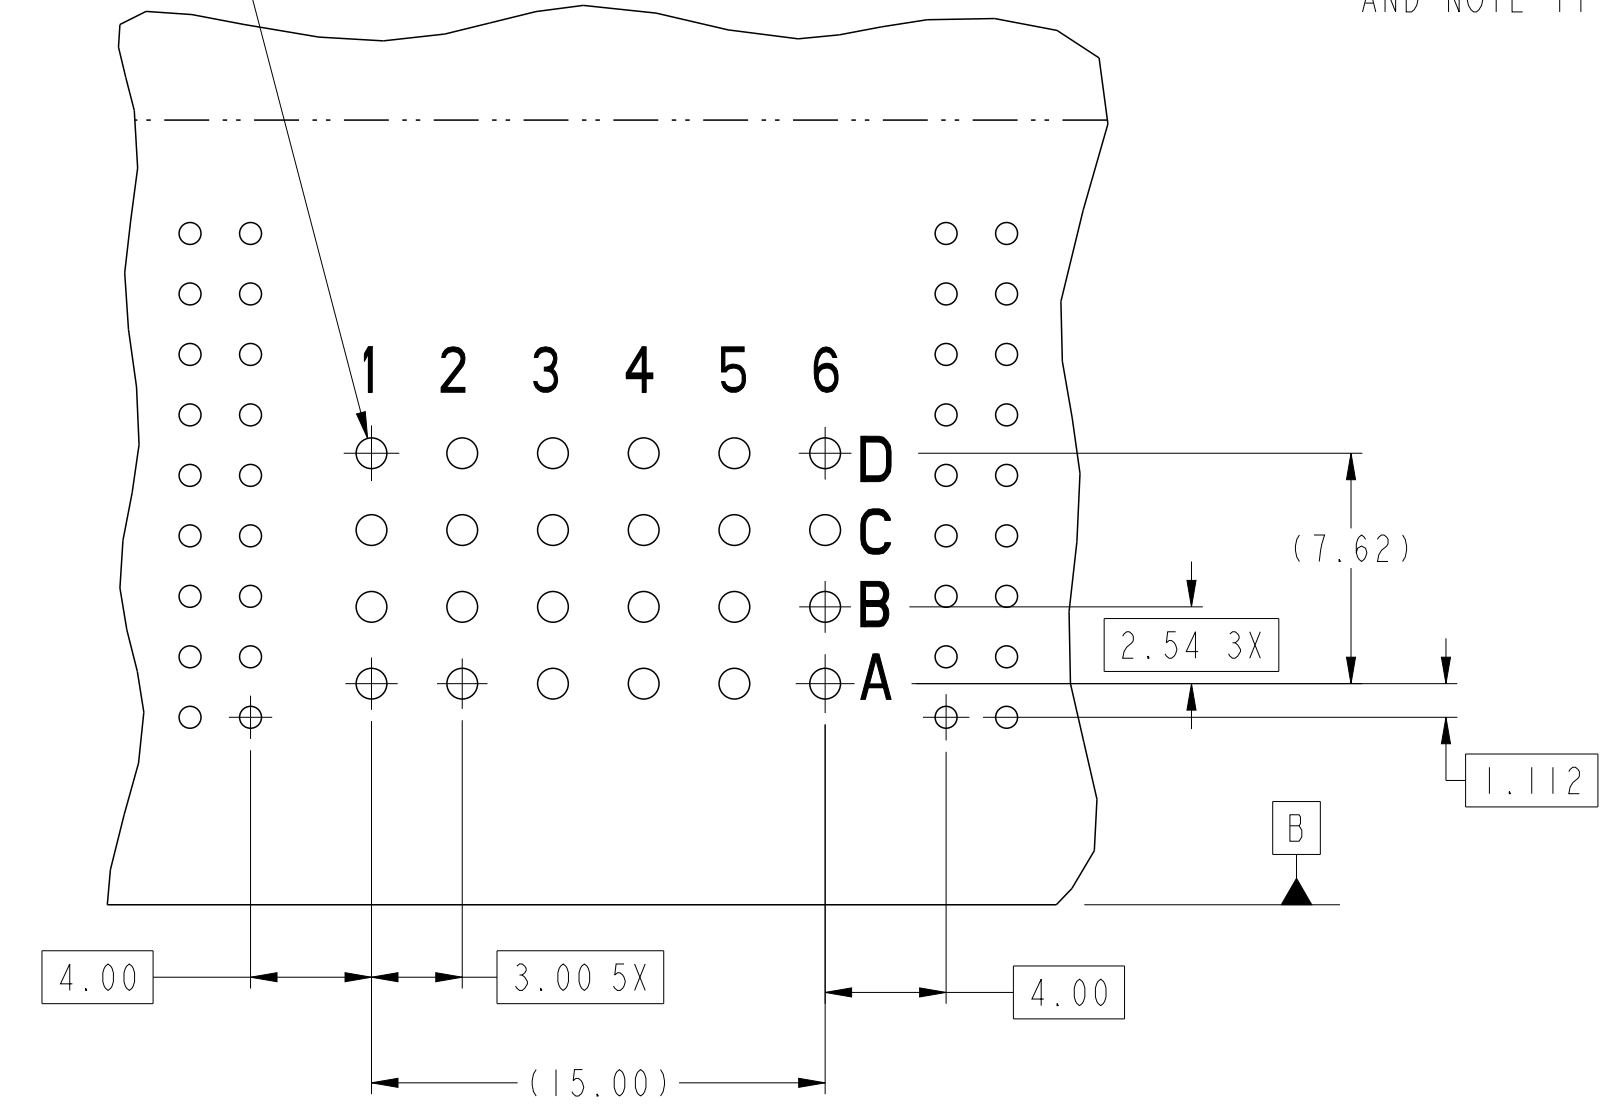 AND NOTE 11
1 2 3 4 5 6
D
C
(7.62)
B
2.54 3X
A
1.112
B
4.00
3.00 5X
4.00
(15.00)